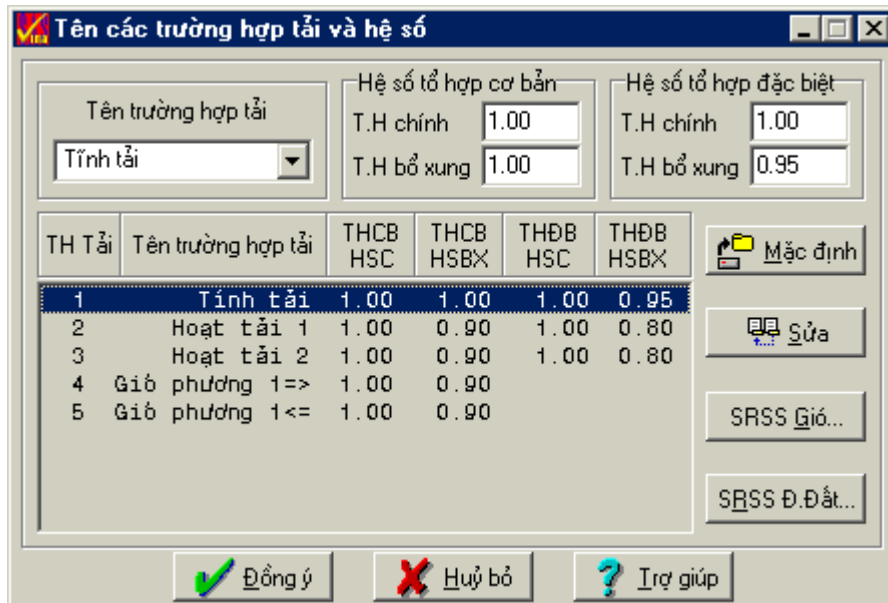 Tên các trường hợp tải và hệ số
Tên trường hợp tải
Tĩnh tải
Hệ số tổ hợp cơ bản
T.H chính 1.00
T.H bổ xung 1.00
Hệ số tổ hợp đặc biệt
T.H chính 1.00
T.H bổ xung 0.95
TH Tải Tên trường hợp tải THCB HSC THCB HSBX THĐB HSC THĐB HSBX
1 Tính tải 1.00 1.00 1.00 0.95
2 Hoạt tải 1 1.00 0.90 1.00 0.80
3 Hoạt tải 2 1.00 0.90 1.00 0.80
4 Giò phương 1=> 1.00 0.90
5 Giò phương 1<= 1.00 0.90
Mặc định
Sửa
SRSS Gió...
SRSS Đ.Đất...
Đồng ý Huỷ bỏ Trợ giúp